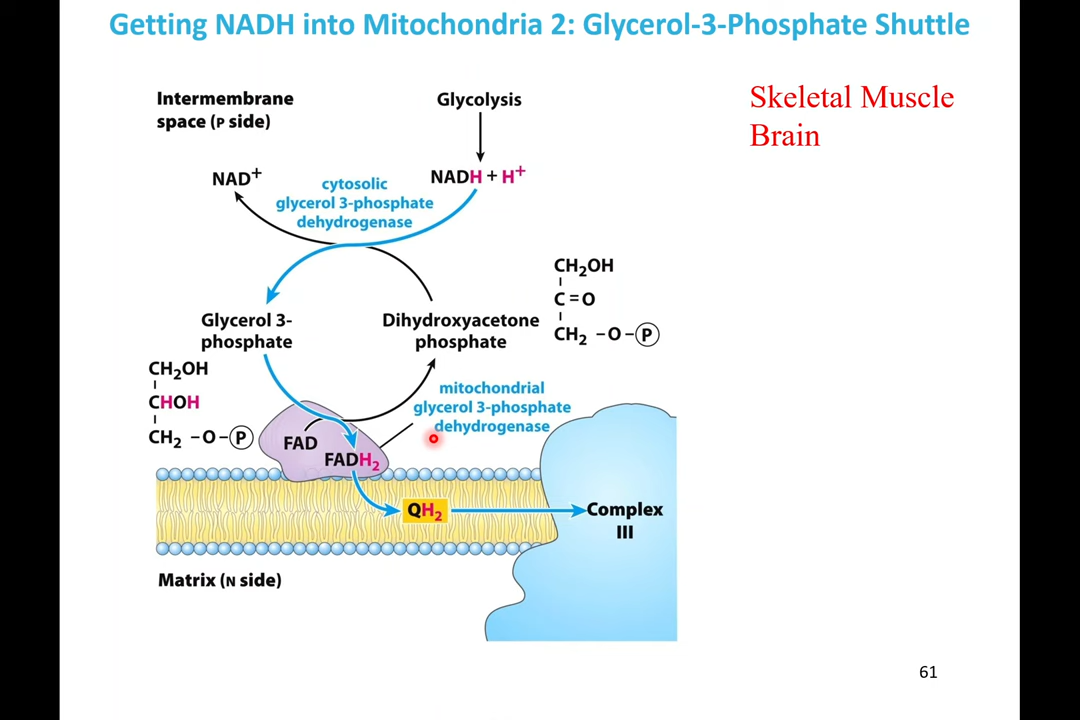 Getting NADH into Mitochondria 2: Glycerol-3-Phosphate Shuttle
Intermembrane
space (P side)
Glycolysis
Skeletal Muscle
Brain
NAD+
cytosolic
glycerol 3-phosphate
dehydrogenase
NADH + H+
Glycerol 3-
phosphate
Dihydroxyacetone
phosphate
CH₂OH
C=O
CH₂ –O–P
CH₂OH
CHOH
CH₂ –O–P
mitochondrial
glycerol 3-phosphate
dehydrogenase
FAD
FADH₂
QH₂
Complex
III
Matrix (N side)
61